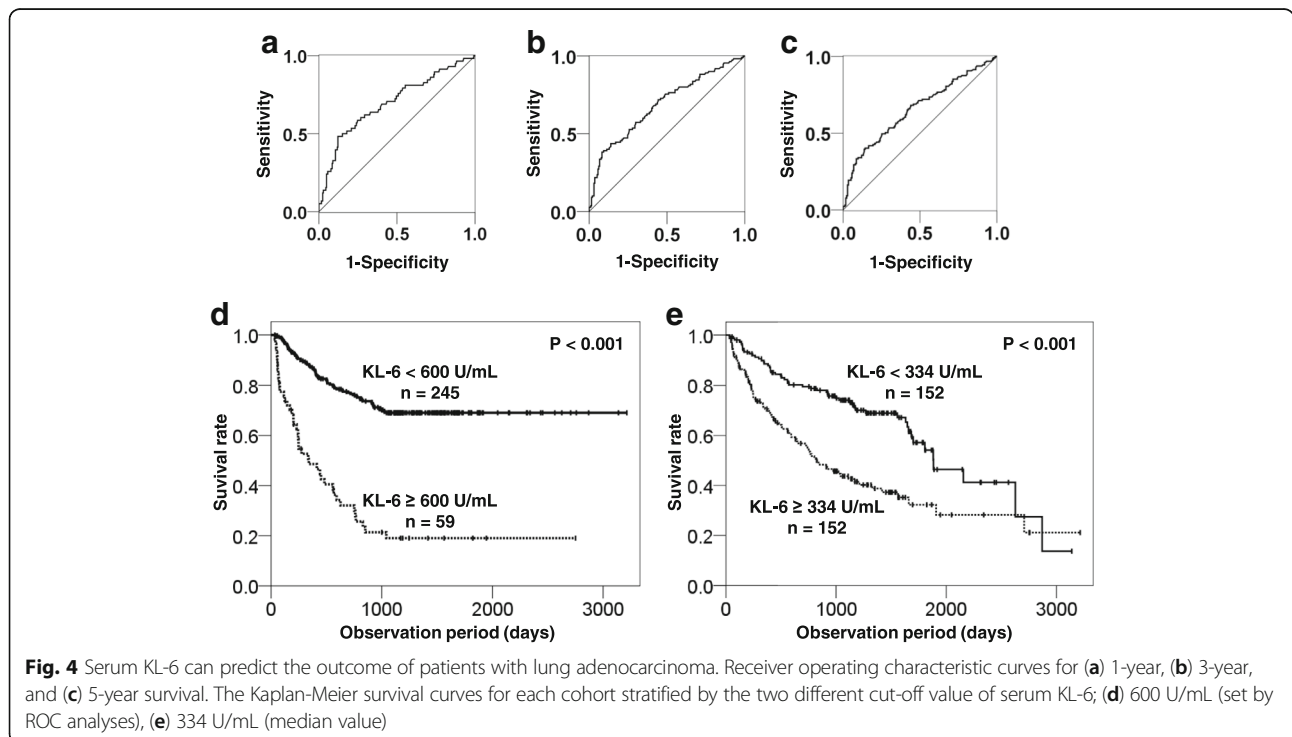 a
b
c
1.0
1.0
1.0
Sensitivity
Sensitivity
Sensitivity
0.5
0.5
0.5
0.0
0.0
0.0
0.0 0.5 1.0
0.0 0.5 1.0
0.0 0.5 1.0
1-Specificity
1-Specificity
1-Specificity
d
P < 0.001
KL-6 < 600 U/mL
n = 245
KL-6 ≥ 600 U/mL
n = 59
Suvival rate
1.0
0.8
0.6
0.4
0.2
0.0
0 1000 2000 3000
Observation period (days)
e
P < 0.001
KL-6 < 334 U/mL
n = 152
KL-6 ≥ 334 U/mL
n = 152
Suvival rate
1.0
0.8
0.6
0.4
0.2
0.0
0 1000 2000 3000
Observation period (days)
Fig. 4 Serum KL-6 can predict the outcome of patients with lung adenocarcinoma. Receiver operating characteristic curves for (a) 1-year, (b) 3-year,
and (c) 5-year survival. The Kaplan-Meier survival curves for each cohort stratified by the two different cut-off value of serum KL-6; (d) 600 U/mL (set by
ROC analyses), (e) 334 U/mL (median value)